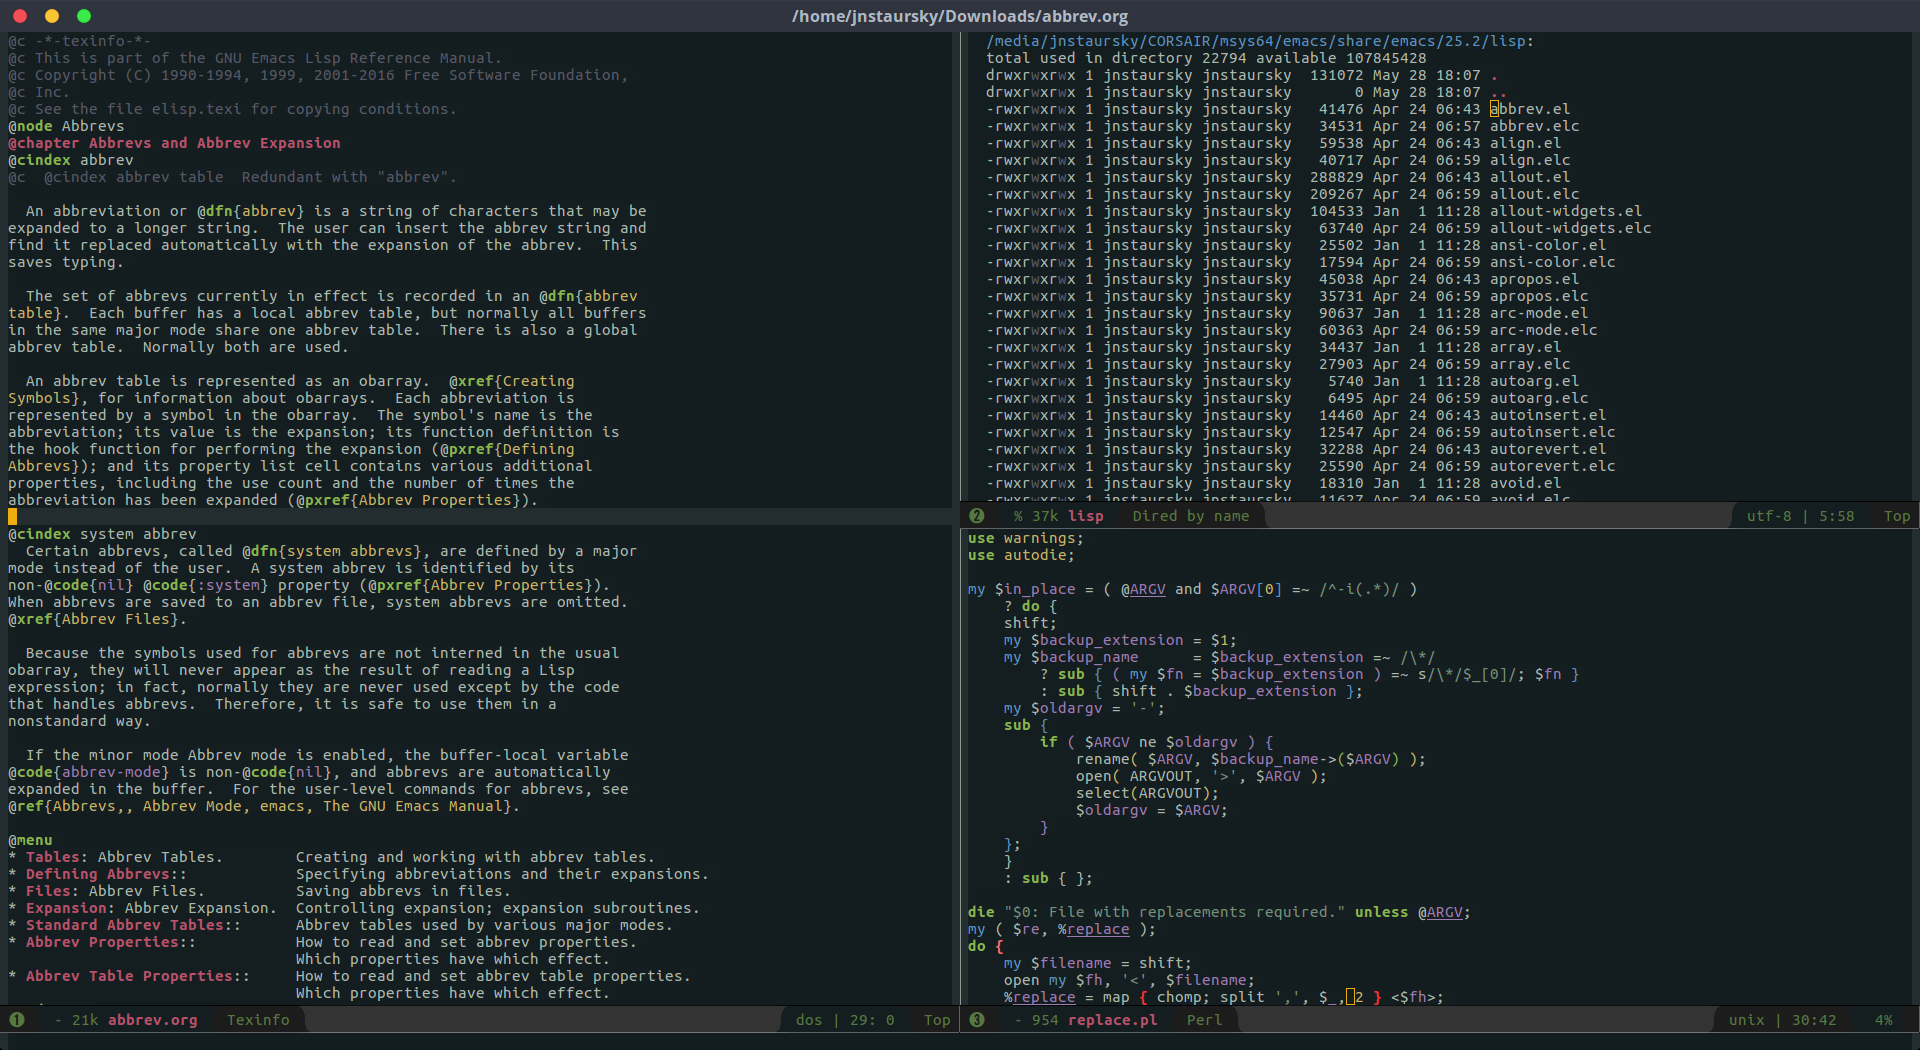 /home/jnstaursky/Downloads/abbrev.org
@c -*-texinfo-*-
@c This is part of the GNU Emacs Lisp Reference Manual.
@c Copyright (C) 1990-1994, 1999, 2001-2016 Free Software Foundation,
@c Inc.
@c See the file elisp.texi for copying conditions.
@node Abbrevs
@chapter Abbrevs and Abbrev Expansion
@cindex abbrev
@c  @cindex abbrev table  Redundant with "abbrev".
  An abbreviation or @dfn{abbrev} is a string of characters that may be
expanded to a longer string.  The user can insert the abbrev string and
find it replaced automatically with the expansion of the abbrev.  This
saves typing.
  The set of abbrevs currently in effect is recorded in an @dfn{abbrev
table}.  Each buffer has a local abbrev table, but normally all buffers
in the same major mode share one abbrev table.  There is also a global
abbrev table.  Normally both are used.
  An abbrev table is represented as an obarray.  @xref{Creating
Symbols}, for information about obarrays.  Each abbreviation is
represented by a symbol in the obarray.  The symbol's name is the
abbreviation; its value is the expansion; its function definition is
the hook function for performing the expansion (@pxref{Defining
Abbrevs}); and its property list cell contains various additional
properties, including the use count and the number of times the
abbreviation has been expanded (@pxref{Abbrev Properties}).
@cindex system abbrev
  Certain abbrevs, called @dfn{system abbrevs}, are defined by a major
mode instead of the user.  A system abbrev is identified by its
non-@code{nil} @code{:system} property (@pxref{Abbrev Properties}).
When abbrevs are saved to an abbrev file, system abbrevs are omitted.
@xref{Abbrev Files}.
  Because the symbols used for abbrevs are not interned in the usual
obarray, they will never appear as the result of reading a Lisp
expression; in fact, normally they are never used except by the code
that handles abbrevs.  Therefore, it is safe to use them in a
nonstandard way.
  If the minor mode Abbrev mode is enabled, the buffer-local variable
@code{abbrev-mode} is non-@code{nil}, and abbrevs are automatically
expanded in the buffer.  For the user-level commands for abbrevs, see
@ref{Abbrevs,, Abbrev Mode, emacs, The GNU Emacs Manual}.
@menu
* Tables: Abbrev Tables.        Creating and working with abbrev tables.
* Defining Abbrevs::            Specifying abbreviations and their expansions.
* Files: Abbrev Files.          Saving abbrevs in files.
* Expansion: Abbrev Expansion.  Controlling expansion; expansion subroutines.
* Standard Abbrev Tables::      Abbrev tables used by various major modes.
* Abbrev Properties::           How to read and set abbrev properties.
                                Which properties have which effect.
* Abbrev Table Properties::     How to read and set abbrev table properties.
                                Which properties have which effect.
1 - 21k abbrev.org Texinfo dos | 29: 0 Top
/media/jnstaursky/CORSAIR/msys64/emacs/share/emacs/25.2/lisp:
total used in directory 22794 available 107845428
drwxrwxrwx 1 jnstaursky jnstaursky  131072 May 28 18:07 .
drwxrwxrwx 1 jnstaursky jnstaursky       0 May 28 18:07 ..
-rwxrwxrwx 1 jnstaursky jnstaursky   41476 Apr 24 06:43 abbrev.el
-rwxrwxrwx 1 jnstaursky jnstaursky   34531 Apr 24 06:57 abbrev.elc
-rwxrwxrwx 1 jnstaursky jnstaursky   59538 Apr 24 06:43 align.el
-rwxrwxrwx 1 jnstaursky jnstaursky   40717 Apr 24 06:59 align.elc
-rwxrwxrwx 1 jnstaursky jnstaursky  288829 Apr 24 06:43 allout.el
-rwxrwxrwx 1 jnstaursky jnstaursky  209267 Apr 24 06:59 allout.elc
-rwxrwxrwx 1 jnstaursky jnstaursky  104533 Jan  1 11:28 allout-widgets.el
-rwxrwxrwx 1 jnstaursky jnstaursky   63740 Apr 24 06:59 allout-widgets.elc
-rwxrwxrwx 1 jnstaursky jnstaursky   25502 Jan  1 11:28 ansi-color.el
-rwxrwxrwx 1 jnstaursky jnstaursky   17594 Apr 24 06:59 ansi-color.elc
-rwxrwxrwx 1 jnstaursky jnstaursky   45038 Apr 24 06:43 apropos.el
-rwxrwxrwx 1 jnstaursky jnstaursky   35731 Apr 24 06:59 apropos.elc
-rwxrwxrwx 1 jnstaursky jnstaursky   90637 Jan  1 11:28 arc-mode.el
-rwxrwxrwx 1 jnstaursky jnstaursky   60363 Apr 24 06:59 arc-mode.elc
-rwxrwxrwx 1 jnstaursky jnstaursky   34437 Jan  1 11:28 array.el
-rwxrwxrwx 1 jnstaursky jnstaursky   27903 Apr 24 06:59 array.elc
-rwxrwxrwx 1 jnstaursky jnstaursky    5740 Jan  1 11:28 autoarg.el
-rwxrwxrwx 1 jnstaursky jnstaursky    6495 Apr 24 06:59 autoarg.elc
-rwxrwxrwx 1 jnstaursky jnstaursky   14460 Apr 24 06:43 autoinsert.el
-rwxrwxrwx 1 jnstaursky jnstaursky   12547 Apr 24 06:59 autoinsert.elc
-rwxrwxrwx 1 jnstaursky jnstaursky   32288 Apr 24 06:43 autorevert.el
-rwxrwxrwx 1 jnstaursky jnstaursky   25590 Apr 24 06:59 autorevert.elc
-rwxrwxrwx 1 jnstaursky jnstaursky   18310 Jan  1 11:28 avoid.el
-rwxrwxrwx 1 jnstaursky jnstaursky   11627 Apr 24 06:59 avoid.elc
2 % 37k lisp Dired by name utf-8 | 5:58 Top
use warnings;
use autodie;
my $in_place = ( @ARGV and $ARGV[0] =~ /^-i(.*)/ )
    ? do {
    shift;
    my $backup_extension = $1;
    my $backup_name      = $backup_extension =~ /\*/
        ? sub { ( my $fn = $backup_extension ) =~ s/\*/$_[0]/; $fn }
        : sub { shift . $backup_extension };
    my $oldargv = '-';
    sub {
        if ( $ARGV ne $oldargv ) {
            rename( $ARGV, $backup_name->($ARGV) );
            open( ARGVOUT, '>', $ARGV );
            select(ARGVOUT);
            $oldargv = $ARGV;
        }
    };
    }
    : sub { };
die "$0: File with replacements required." unless @ARGV;
my ( $re, %replace );
do {
    my $filename = shift;
    open my $fh, '<', $filename;
    %replace = map { chomp; split ',', $_, 2 } <$fh>;
3 - 954 replace.pl Perl unix | 30:42 4%